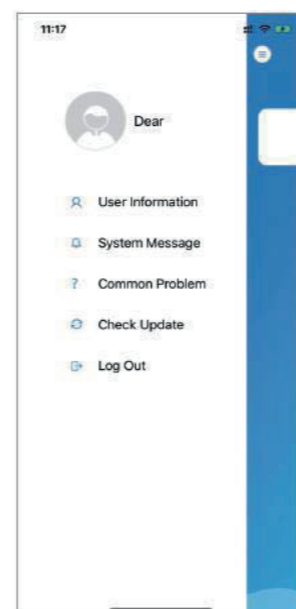 11:17
Dear
User Information
System Message
? Common Problem
Check Update
Log Out